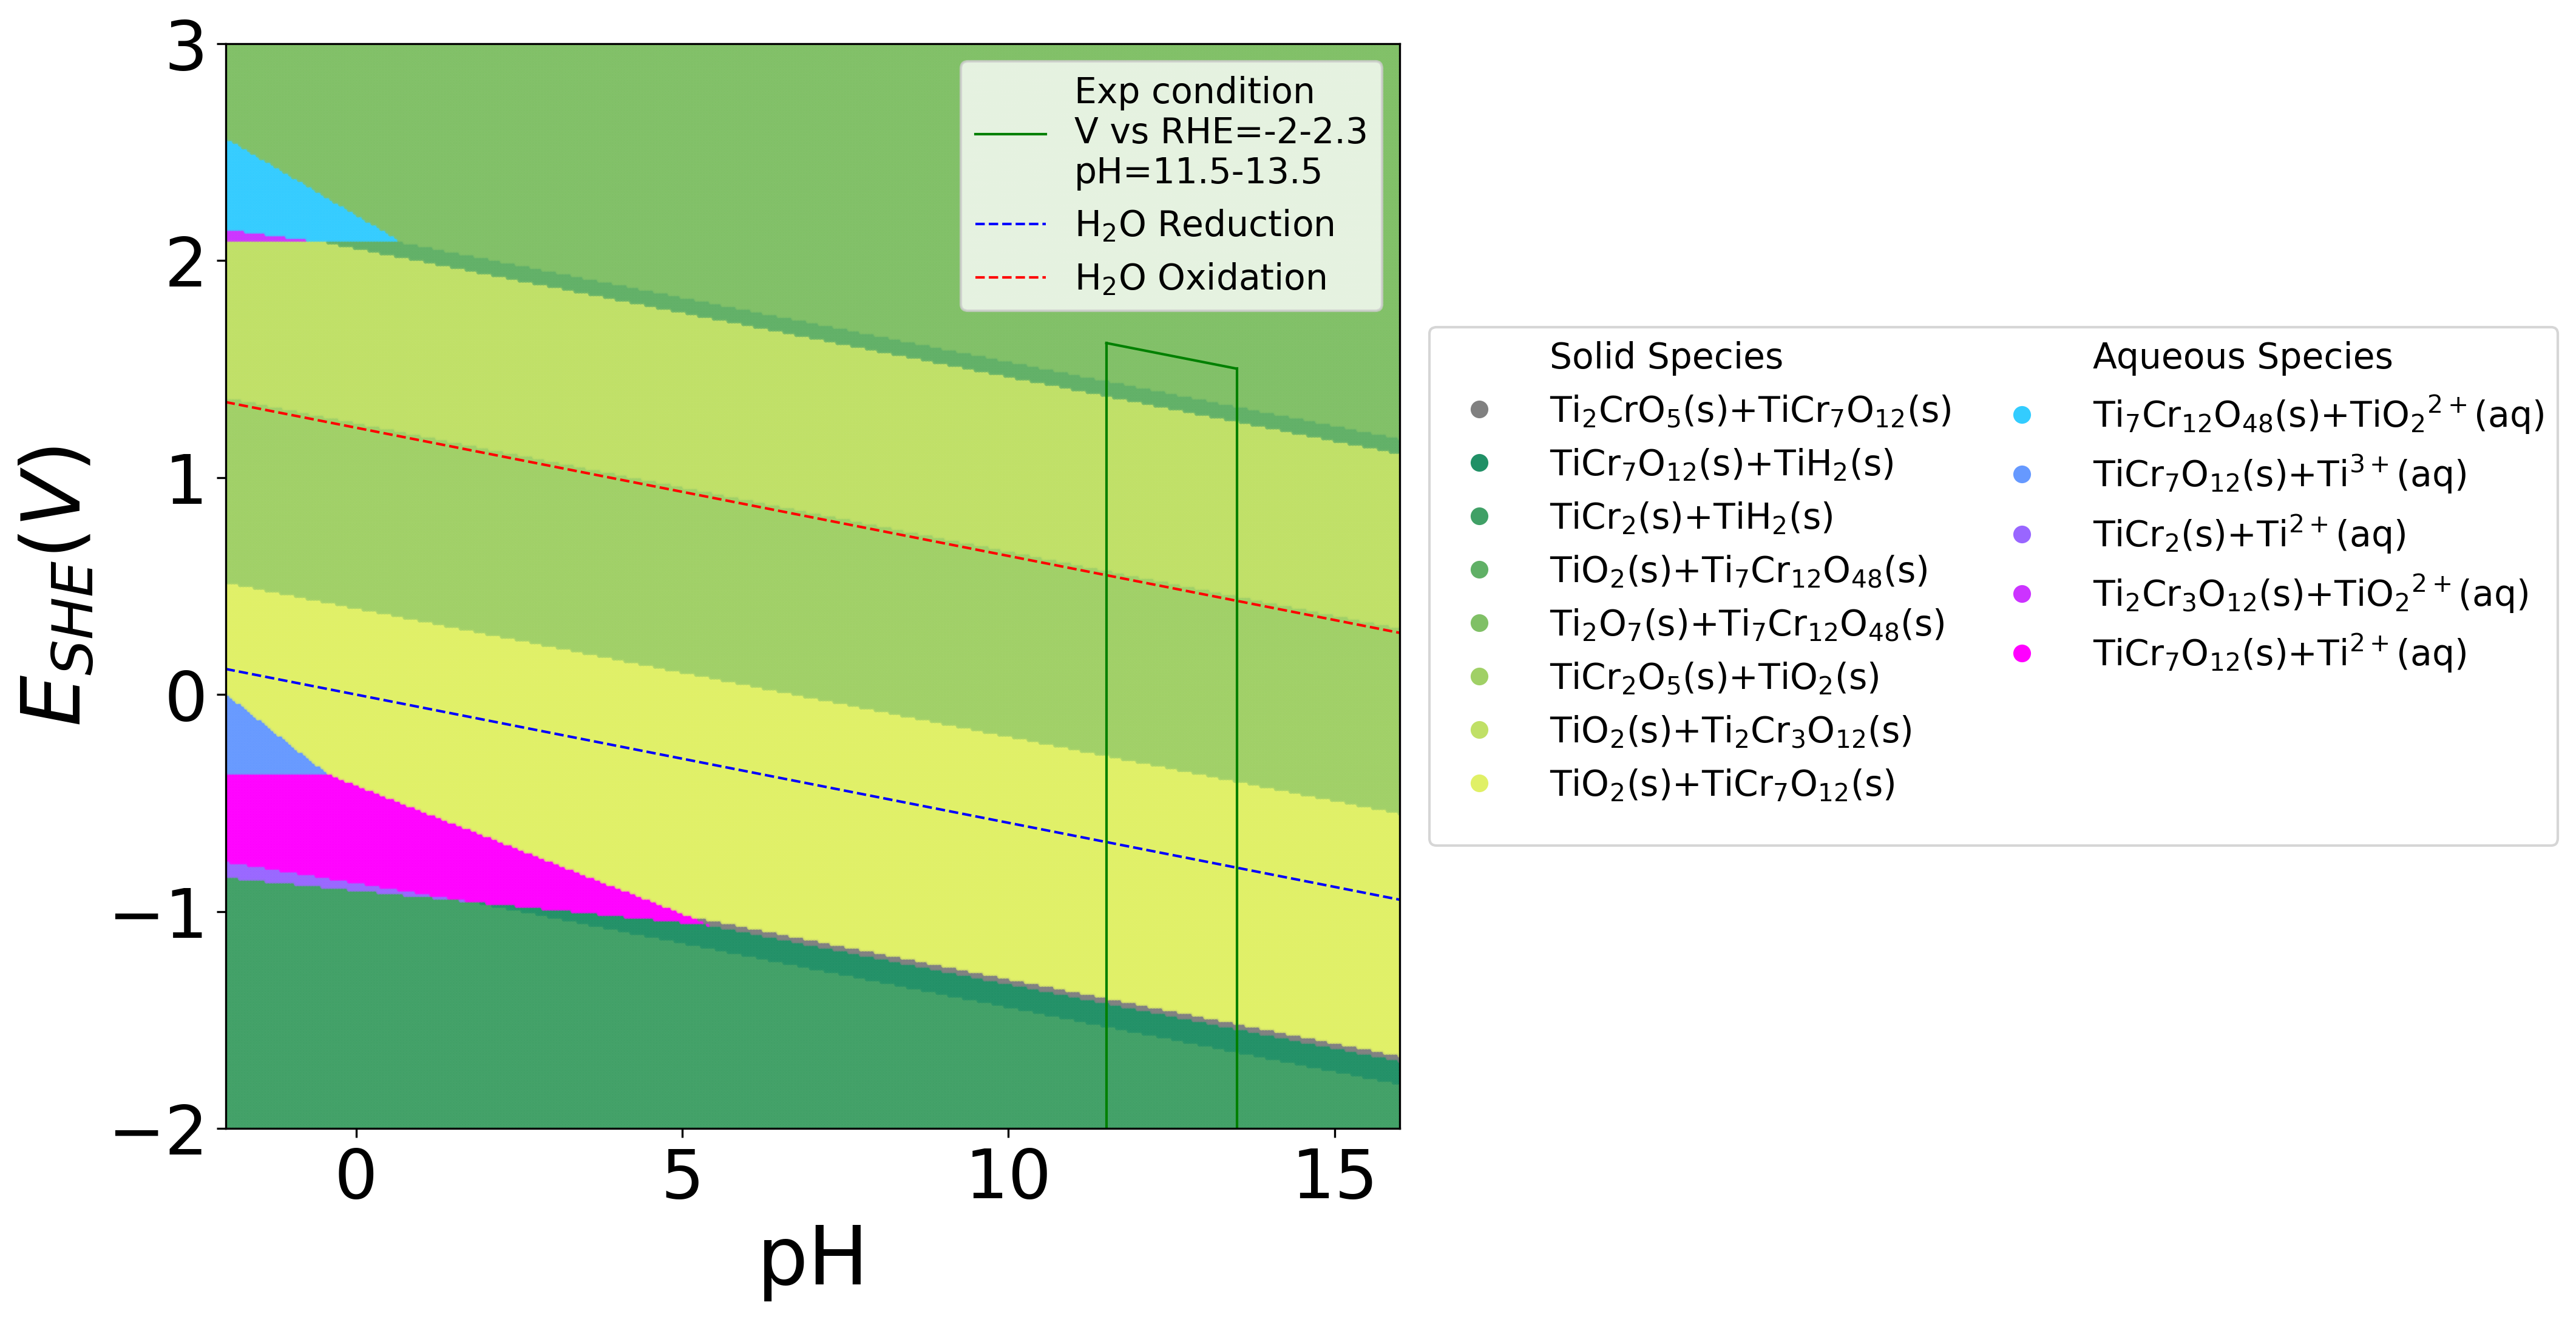 3
2
1
0
−1
−2
E_SHE(V)
0 5 10 15
pH
Exp condition
V vs RHE=-2-2.3
pH=11.5-13.5
H₂O Reduction
H₂O Oxidation
Solid Species
Ti₂CrO₅(s)+TiCr₇O₁₂(s)
TiCr₇O₁₂(s)+TiH₂(s)
TiCr₂(s)+TiH₂(s)
TiO₂(s)+Ti₇Cr₁₂O₄₈(s)
Ti₂O₇(s)+Ti₇Cr₁₂O₄₈(s)
TiCr₂O₅(s)+TiO₂(s)
TiO₂(s)+Ti₂Cr₃O₁₂(s)
TiO₂(s)+TiCr₇O₁₂(s)
Aqueous Species
Ti₇Cr₁₂O₄₈(s)+TiO₂²⁺(aq)
TiCr₇O₁₂(s)+Ti³⁺(aq)
TiCr₂(s)+Ti²⁺(aq)
Ti₂Cr₃O₁₂(s)+TiO₂²⁺(aq)
TiCr₇O₁₂(s)+Ti²⁺(aq)